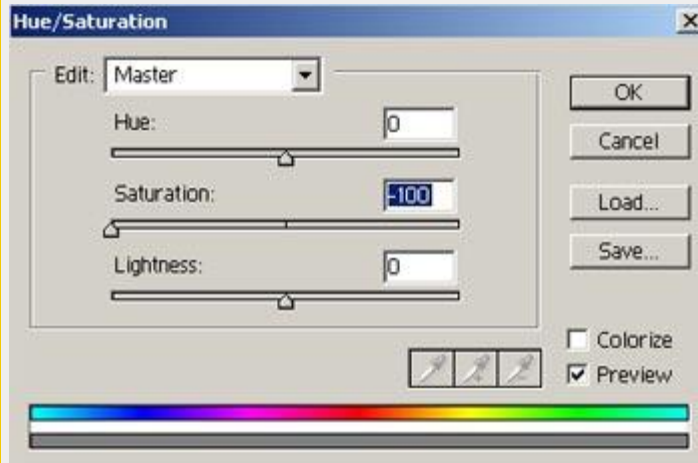 Hue/Saturation
Edit: Master
Hue: 0
Saturation: -100
Lightness: 0
OK
Cancel
Load...
Save...
Colorize
Preview